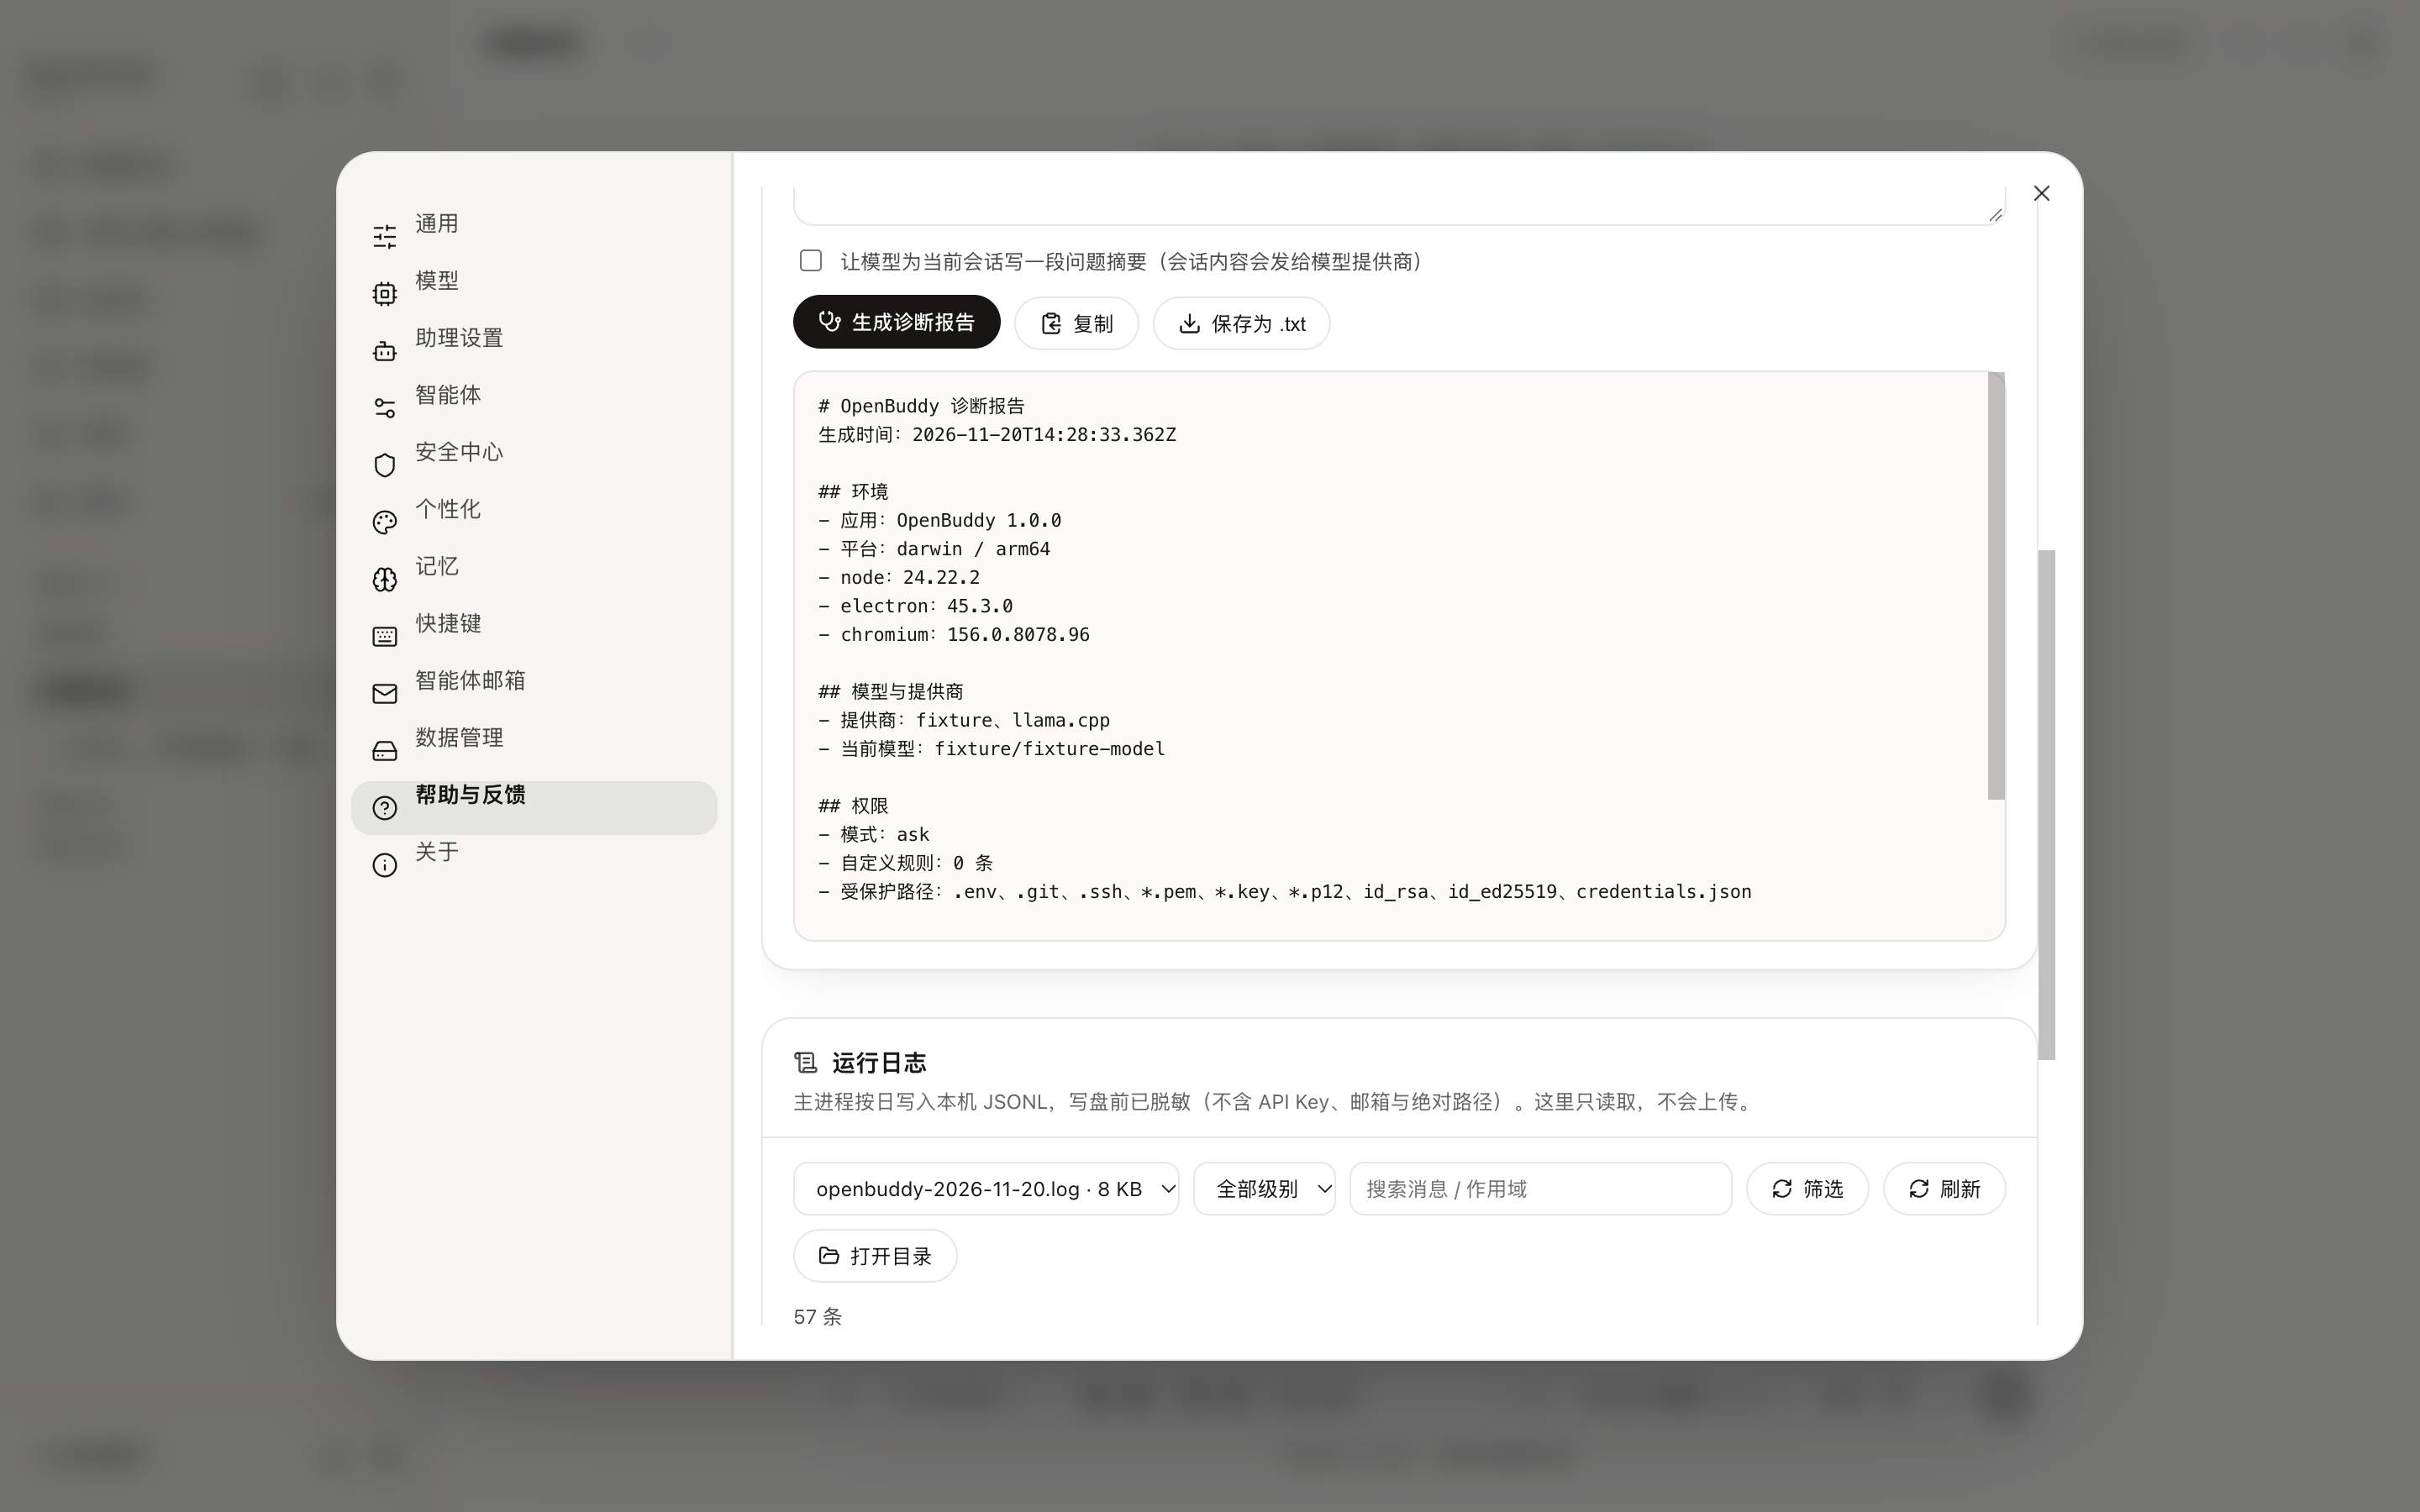 通用
模型
助理设置
智能体
安全中心
个性化
记忆
快捷键
智能体邮箱
数据管理
帮助与反馈
关于
让模型为当前会话写一段问题摘要（会话内容会发给模型提供商）
生成诊断报告 复制 保存为 .txt
# OpenBuddy 诊断报告
生成时间：2026-11-20T14:28:33.362Z
## 环境
- 应用：OpenBuddy 1.0.0
- 平台：darwin / arm64
- node：24.22.2
- electron：45.3.0
- chromium：156.0.8078.96
## 模型与提供商
- 提供商：fixture、llama.cpp
- 当前模型：fixture/fixture-model
## 权限
- 模式：ask
- 自定义规则：0 条
- 受保护路径：.env、.git、.ssh、*.pem、*.key、*.p12、id_rsa、id_ed25519、credentials.json
运行日志
主进程按日写入本机 JSONL，写盘前已脱敏（不含 API Key、邮箱与绝对路径）。这里只读取，不会上传。
openbuddy-2026-11-20.log · 8 KB 全部级别 搜索消息 / 作用域 筛选 刷新
打开目录
57 条